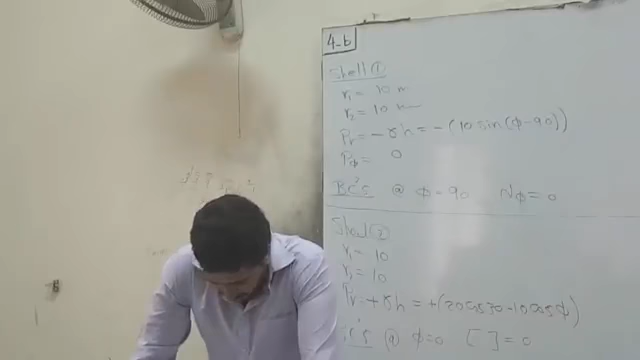 4-b
Shell ①
r₁ = 10 m
r₂ = 10 m
Pr = -γh = -(10 sin(φ-90))
Pφ = 0
BC's @ φ=90 Nφ=0
Shell ②
r₁ = 10
r₂ = 10
Pr = +γh = +(20cos30-10cosφ)
@ φ=0 [ ]=0